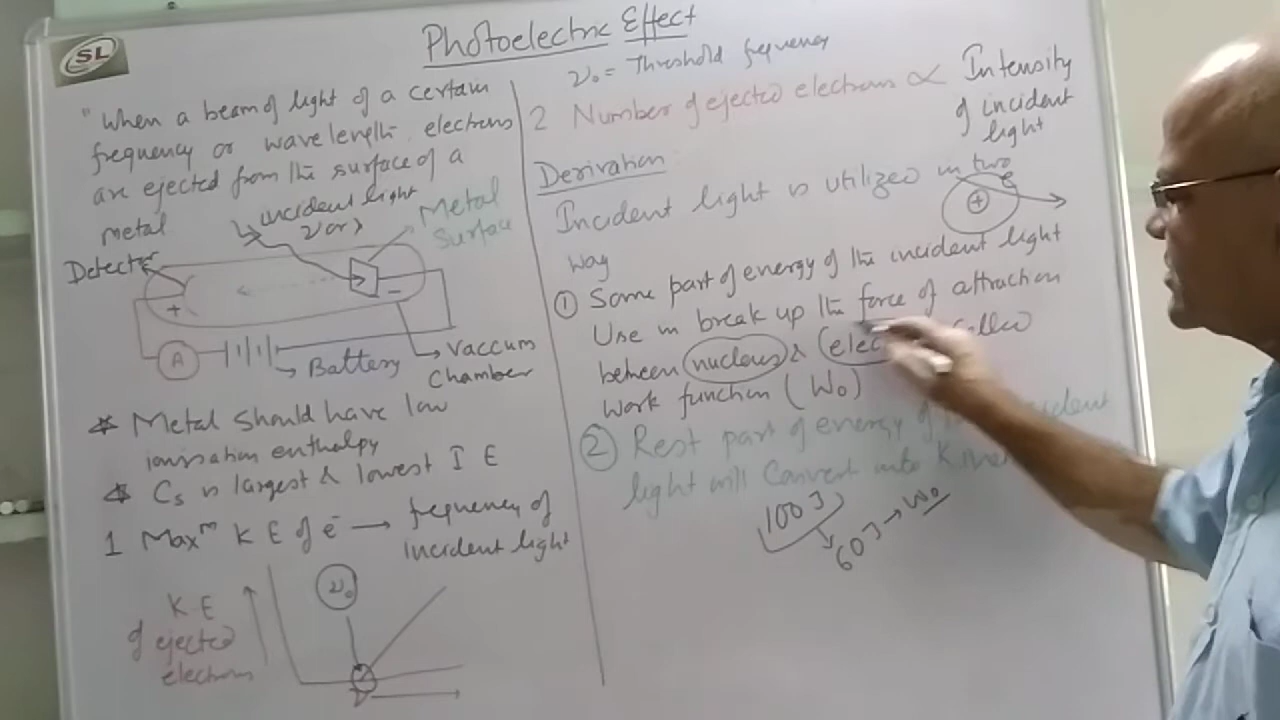 SL
Photoelectric Effect
"When a beam of light of a certain
frequency or wavelength electrons
are ejected from the surface of a
metal
incident light
ν or λ
Metal
Surface
Detector
+
−
A
Battery
Vaccum
Chamber
* Metal should have low
ionisation enthalpy
* Cs is largest & lowest I E
1 Maxᵐ K E of e⁻ → frequency of
incident light
K E
of ejected
electrons
ν₀
ν₀ = Threshold frequency
2 Number of ejected electrons ∝ Intensity
of incident
light
Derivation :
Incident light is utilized in two
way
e
+
① Some part of energy of the incident light
Use in break up the force of attraction
between nucleus & elec
Work function (W₀)
② Rest part of energy of
light will Convert into
100 J
60 J → W₀